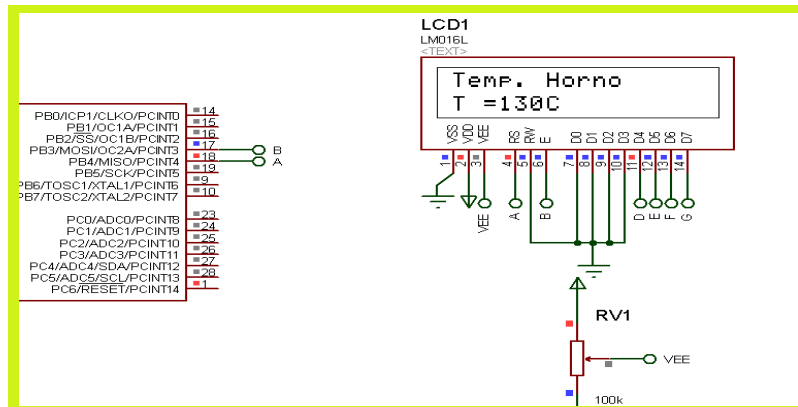 LCD1
LM016L
<TEXT>
Temp. Horno
T =130C
VSS
VDD
VEE
RS
RW
E
D0
D1
D2
D3
D4
D5
D6
D7
1
2
3
4
5
6
7
8
9
10
11
12
13
14
VEE
A
B
D
E
F
G
PB0/ICP1/CLKO/PCINT0 14
PB1/OC1A/PCINT1 15
PB2/SS/OC1B/PCINT2 16
PB3/MOSI/OC2A/PCINT3 17 B
PB4/MISO/PCINT4 18 A
PB5/SCK/PCINT5 19
PB6/TOSC1/XTAL1/PCINT6 9
PB7/TOSC2/XTAL2/PCINT7 10
PC0/ADC0/PCINT8 23
PC1/ADC1/PCINT9 24
PC2/ADC2/PCINT10 25
PC3/ADC3/PCINT11 26
PC4/ADC4/SDA/PCINT12 27
PC5/ADC5/SCL/PCINT13 28
PC6/RESET/PCINT14 1
RV1
VEE
100k